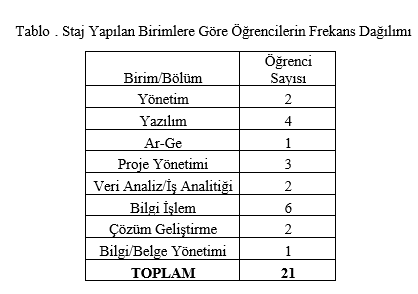 Tablo . Staj Yapılan Birimlere Göre Öğrencilerin Frekans Dağılımı
Birim/Bölüm Öğrenci
Sayısı
Yönetim 2
Yazılım 4
Ar-Ge 1
Proje Yönetimi 3
Veri Analiz/İş Analitiği 2
Bilgi İşlem 6
Çözüm Geliştirme 2
Bilgi/Belge Yönetimi 1
TOPLAM 21